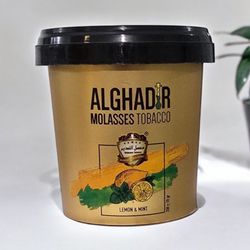 ALGHADIR
MOLASSES TOBACCO
LEMON & MINT